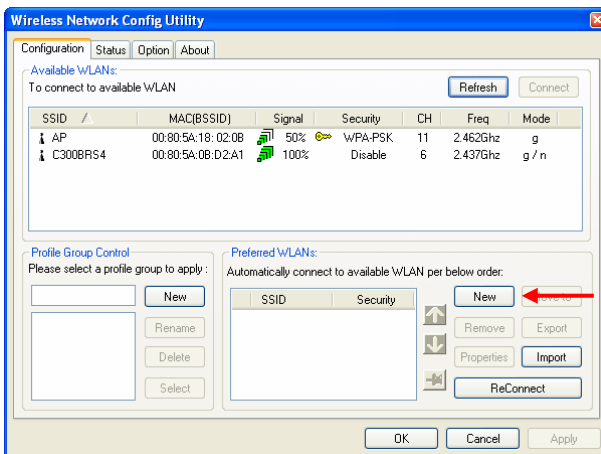 Wireless Network Config Utility
Configuration Status Option About
Available WLANs:
To connect to available WLAN
Refresh Connect
SSID MAC(BSSID) Signal Security CH Freq Mode
AP 00:80:5A:18:02:0B 50% WPA-PSK 11 2.462Ghz g
C300BRS4 00:80:5A:0B:D2:A1 100% Disable 6 2.437Ghz g / n
Profile Group Control
Please select a profile group to apply :
New
Rename
Delete
Select
Preferred WLANs:
Automatically connect to available WLAN per below order:
SSID Security
New
Remove Export
Properties Import
ReConnect
OK Cancel Apply